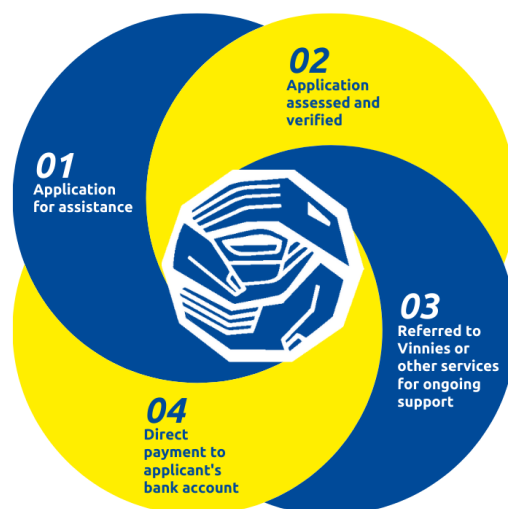 01
Application
for assistance
02
Application
assessed and
verified
03
Referred to
Vinnies or
other services
for ongoing
support
04
Direct
payment to
applicant's
bank account